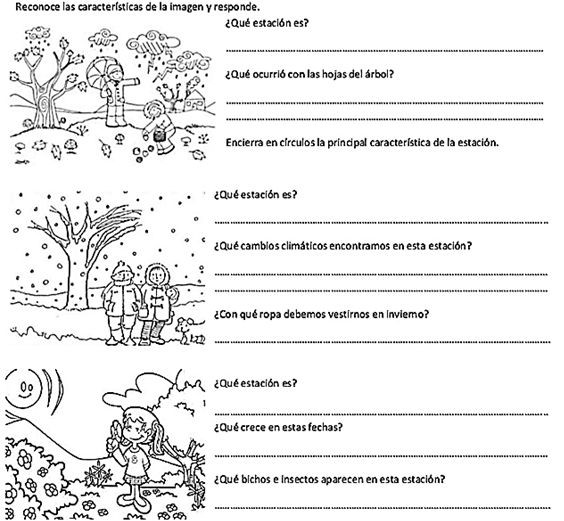 Reconoce las características de la imagen y responde.
¿Qué estación es?
¿Qué ocurrió con las hojas del árbol?
Encierra en círculos la principal característica de la estación.
¿Qué estación es?
¿Qué cambios climáticos encontramos en esta estación?
¿Con qué ropa debemos vestirnos en invierno?
¿Qué estación es?
¿Qué crece en estas fechas?
¿Qué bichos e insectos aparecen en esta estación?